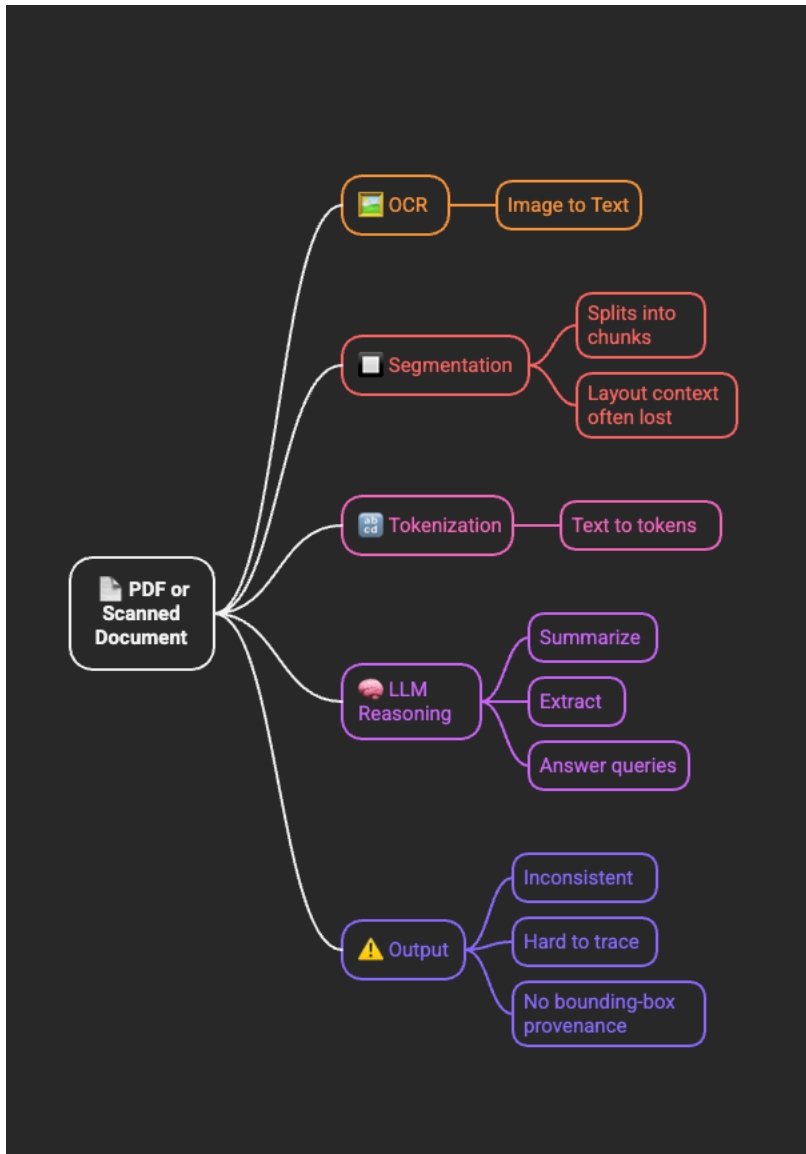 OCR
Image to Text
Segmentation
Splits into
chunks
Layout context
often lost
Tokenization
Text to tokens
PDF or
Scanned
Document
LLM
Reasoning
Summarize
Extract
Answer queries
Output
Inconsistent
Hard to trace
No bounding-box
provenance